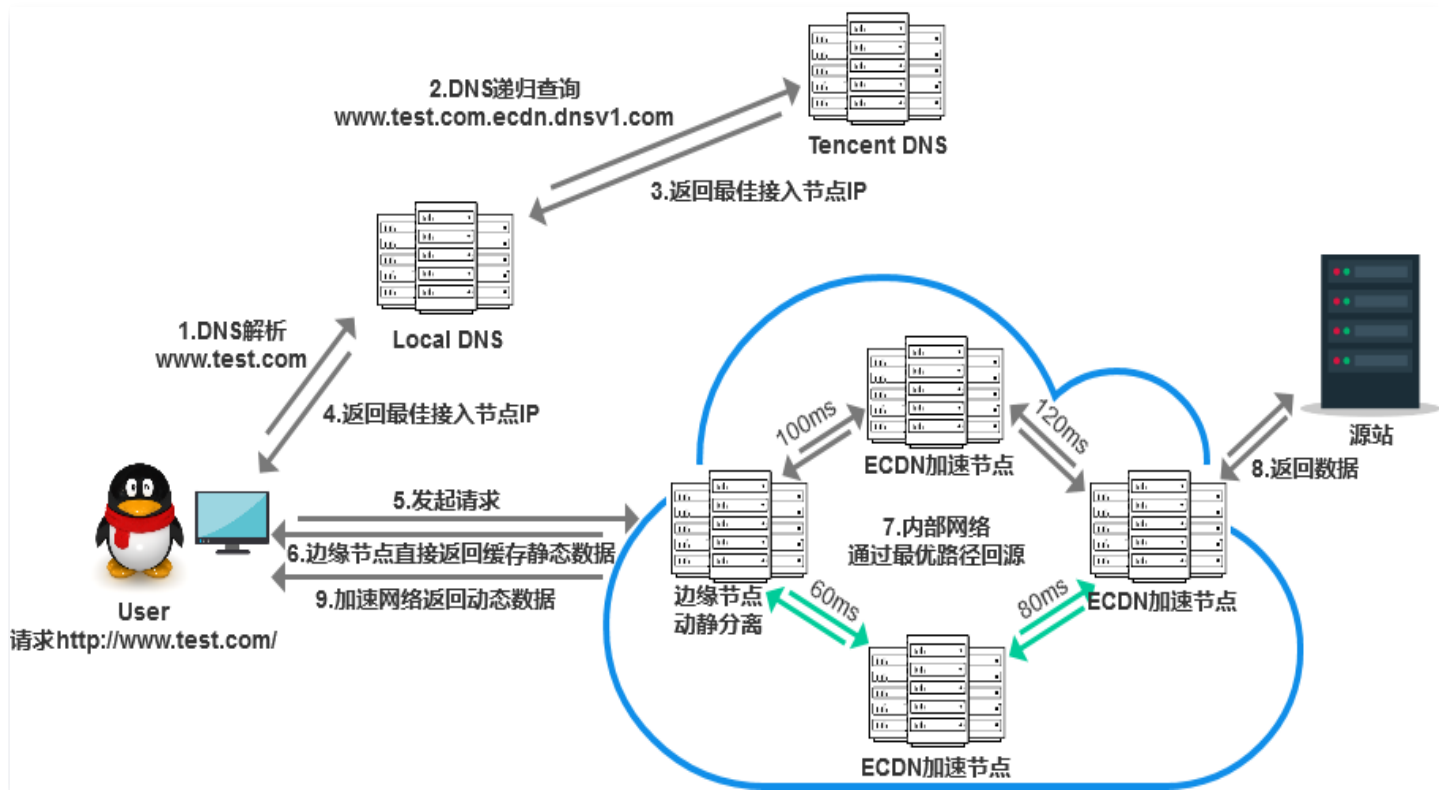 2.DNS递归查询
www.test.com.ecdn.dnsv1.com
Tencent DNS
3.返回最佳接入节点IP
1.DNS解析
www.test.com
Local DNS
4.返回最佳接入节点IP
源站
8.返回数据
100ms
120ms
ECDN加速节点
5.发起请求
6.边缘节点直接返回缓存静态数据
9.加速网络返回动态数据
7.内部网络
通过最优路径回源
边缘节点
动静分离
ECDN加速节点
60ms
80ms
User
请求http://www.test.com/
ECDN加速节点